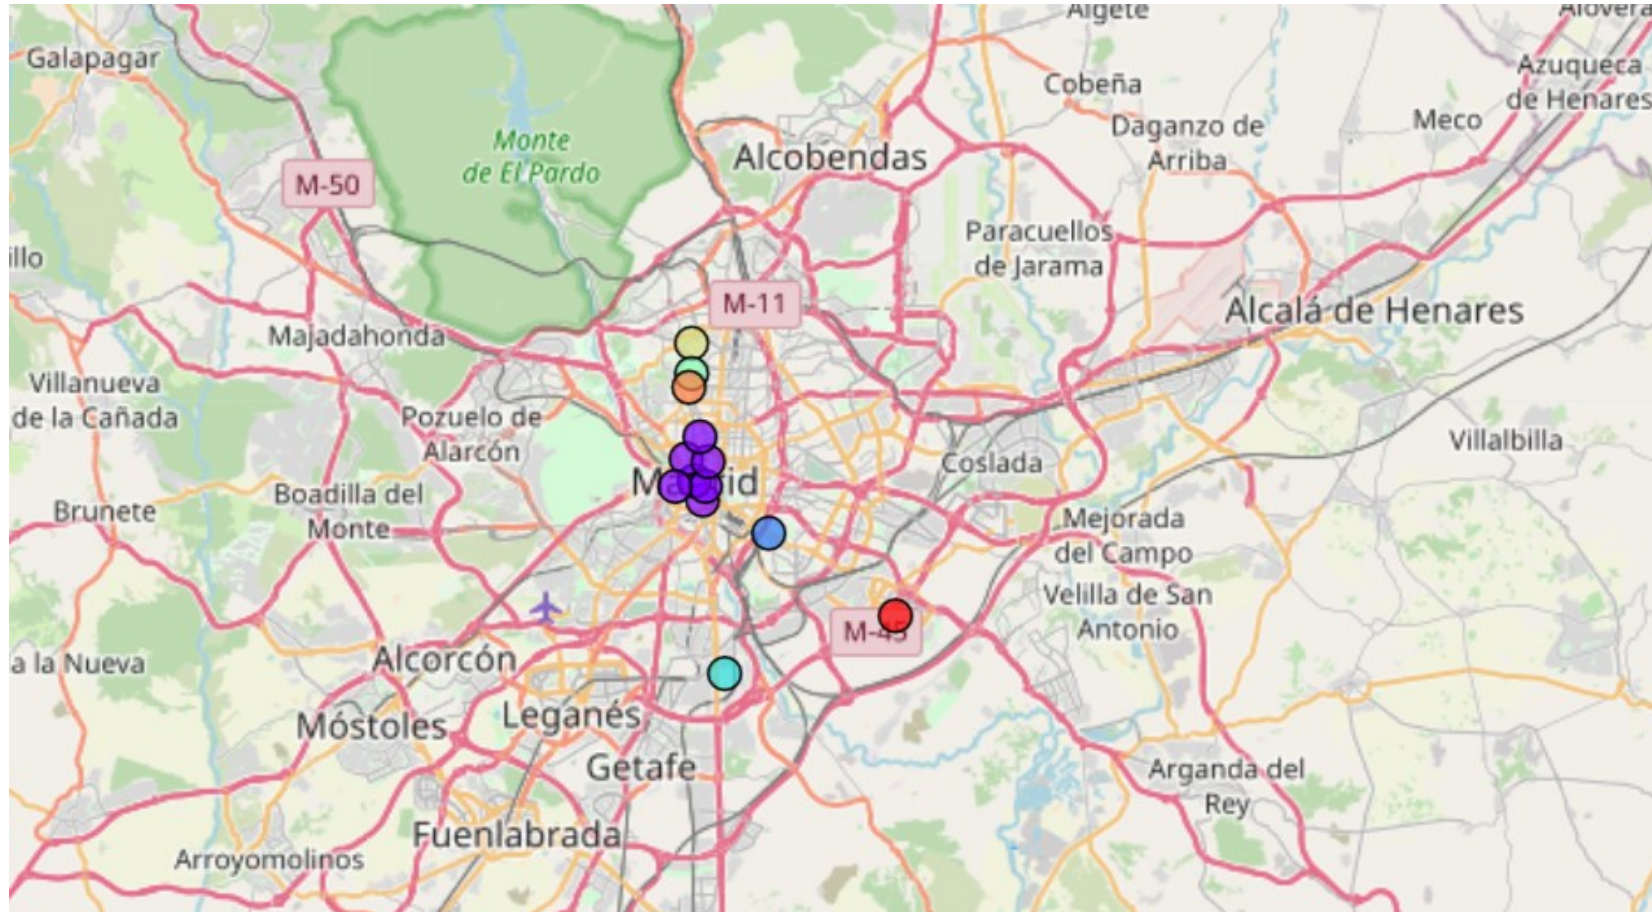 Algete
Alovera
Galapagar
Azuqueca
de Henares
Cobeña
Meco
Daganzo de
Arriba
Monte
de El Pardo
Alcobendas
M-50
Paracuellos
de Jarama
illo
M-11
Alcalá de Henares
Majadahonda
Villanueva
de la Cañada
Pozuelo de
Alarcón
Villalbilla
Coslada
Madrid
Boadilla del
Monte
Brunete
Mejorada
del Campo
Velilla de San
Antonio
M-45
Alcorcón
a la Nueva
Leganés
Móstoles
Getafe
Arganda del
Rey
Fuenlabrada
Arroyomolinos